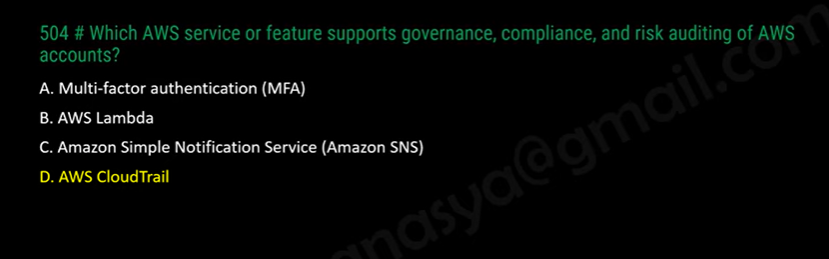 504 # Which AWS service or feature supports governance, compliance, and risk auditing of AWS
accounts?
A. Multi-factor authentication (MFA)
B. AWS Lambda
C. Amazon Simple Notification Service (Amazon SNS)
D. AWS CloudTrail